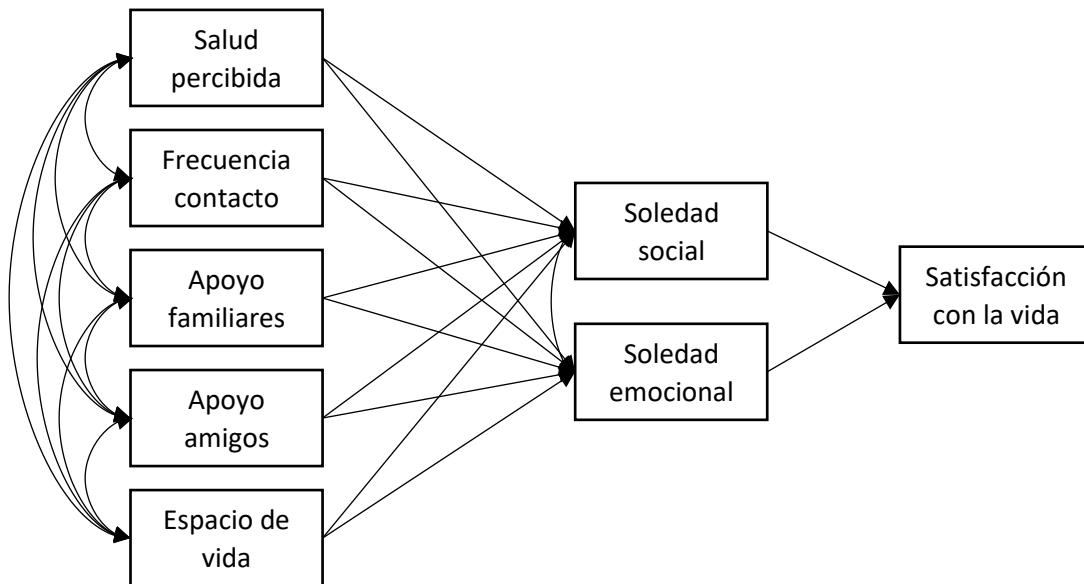 Salud
percibida
Frecuencia
contacto
Apoyo
familiares
Apoyo
amigos
Espacio de
vida
Soledad
social
Soledad
emocional
Satisfacción
con la vida